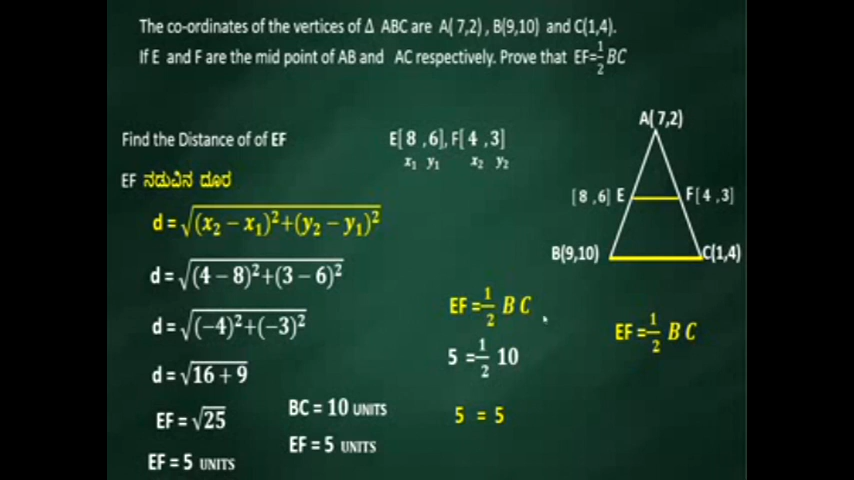 The co-ordinates of the vertices of Δ ABC are A( 7,2) , B(9,10) and C(1,4).
If E and F are the mid point of AB and AC respectively. Prove that EF=1/2 BC
Find the Distance of of EF
E[ 8 , 6], F[ 4 , 3]
x₁ y₁ x₂ y₂
EF ನಡುವಿನ ದೂರ
d = √((x₂ − x₁)²+(y₂ − y₁)²)
d = √((4 − 8)²+(3 − 6)²)
d = √((−4)²+(−3)²)
d = √(16 + 9)
EF = √25
EF = 5 UNITS
BC = 10 UNITS
EF = 5 UNITS
EF =1/2 B C
5 =1/2 10
5 = 5
A( 7,2)
[ 8 ,6] E
F[ 4 ,3]
B(9,10)
C(1,4)
EF =1/2 B C